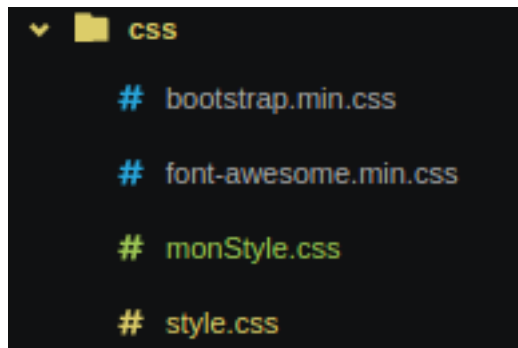 css
# bootstrap.min.css
# font-awesome.min.css
# monStyle.css
# style.css